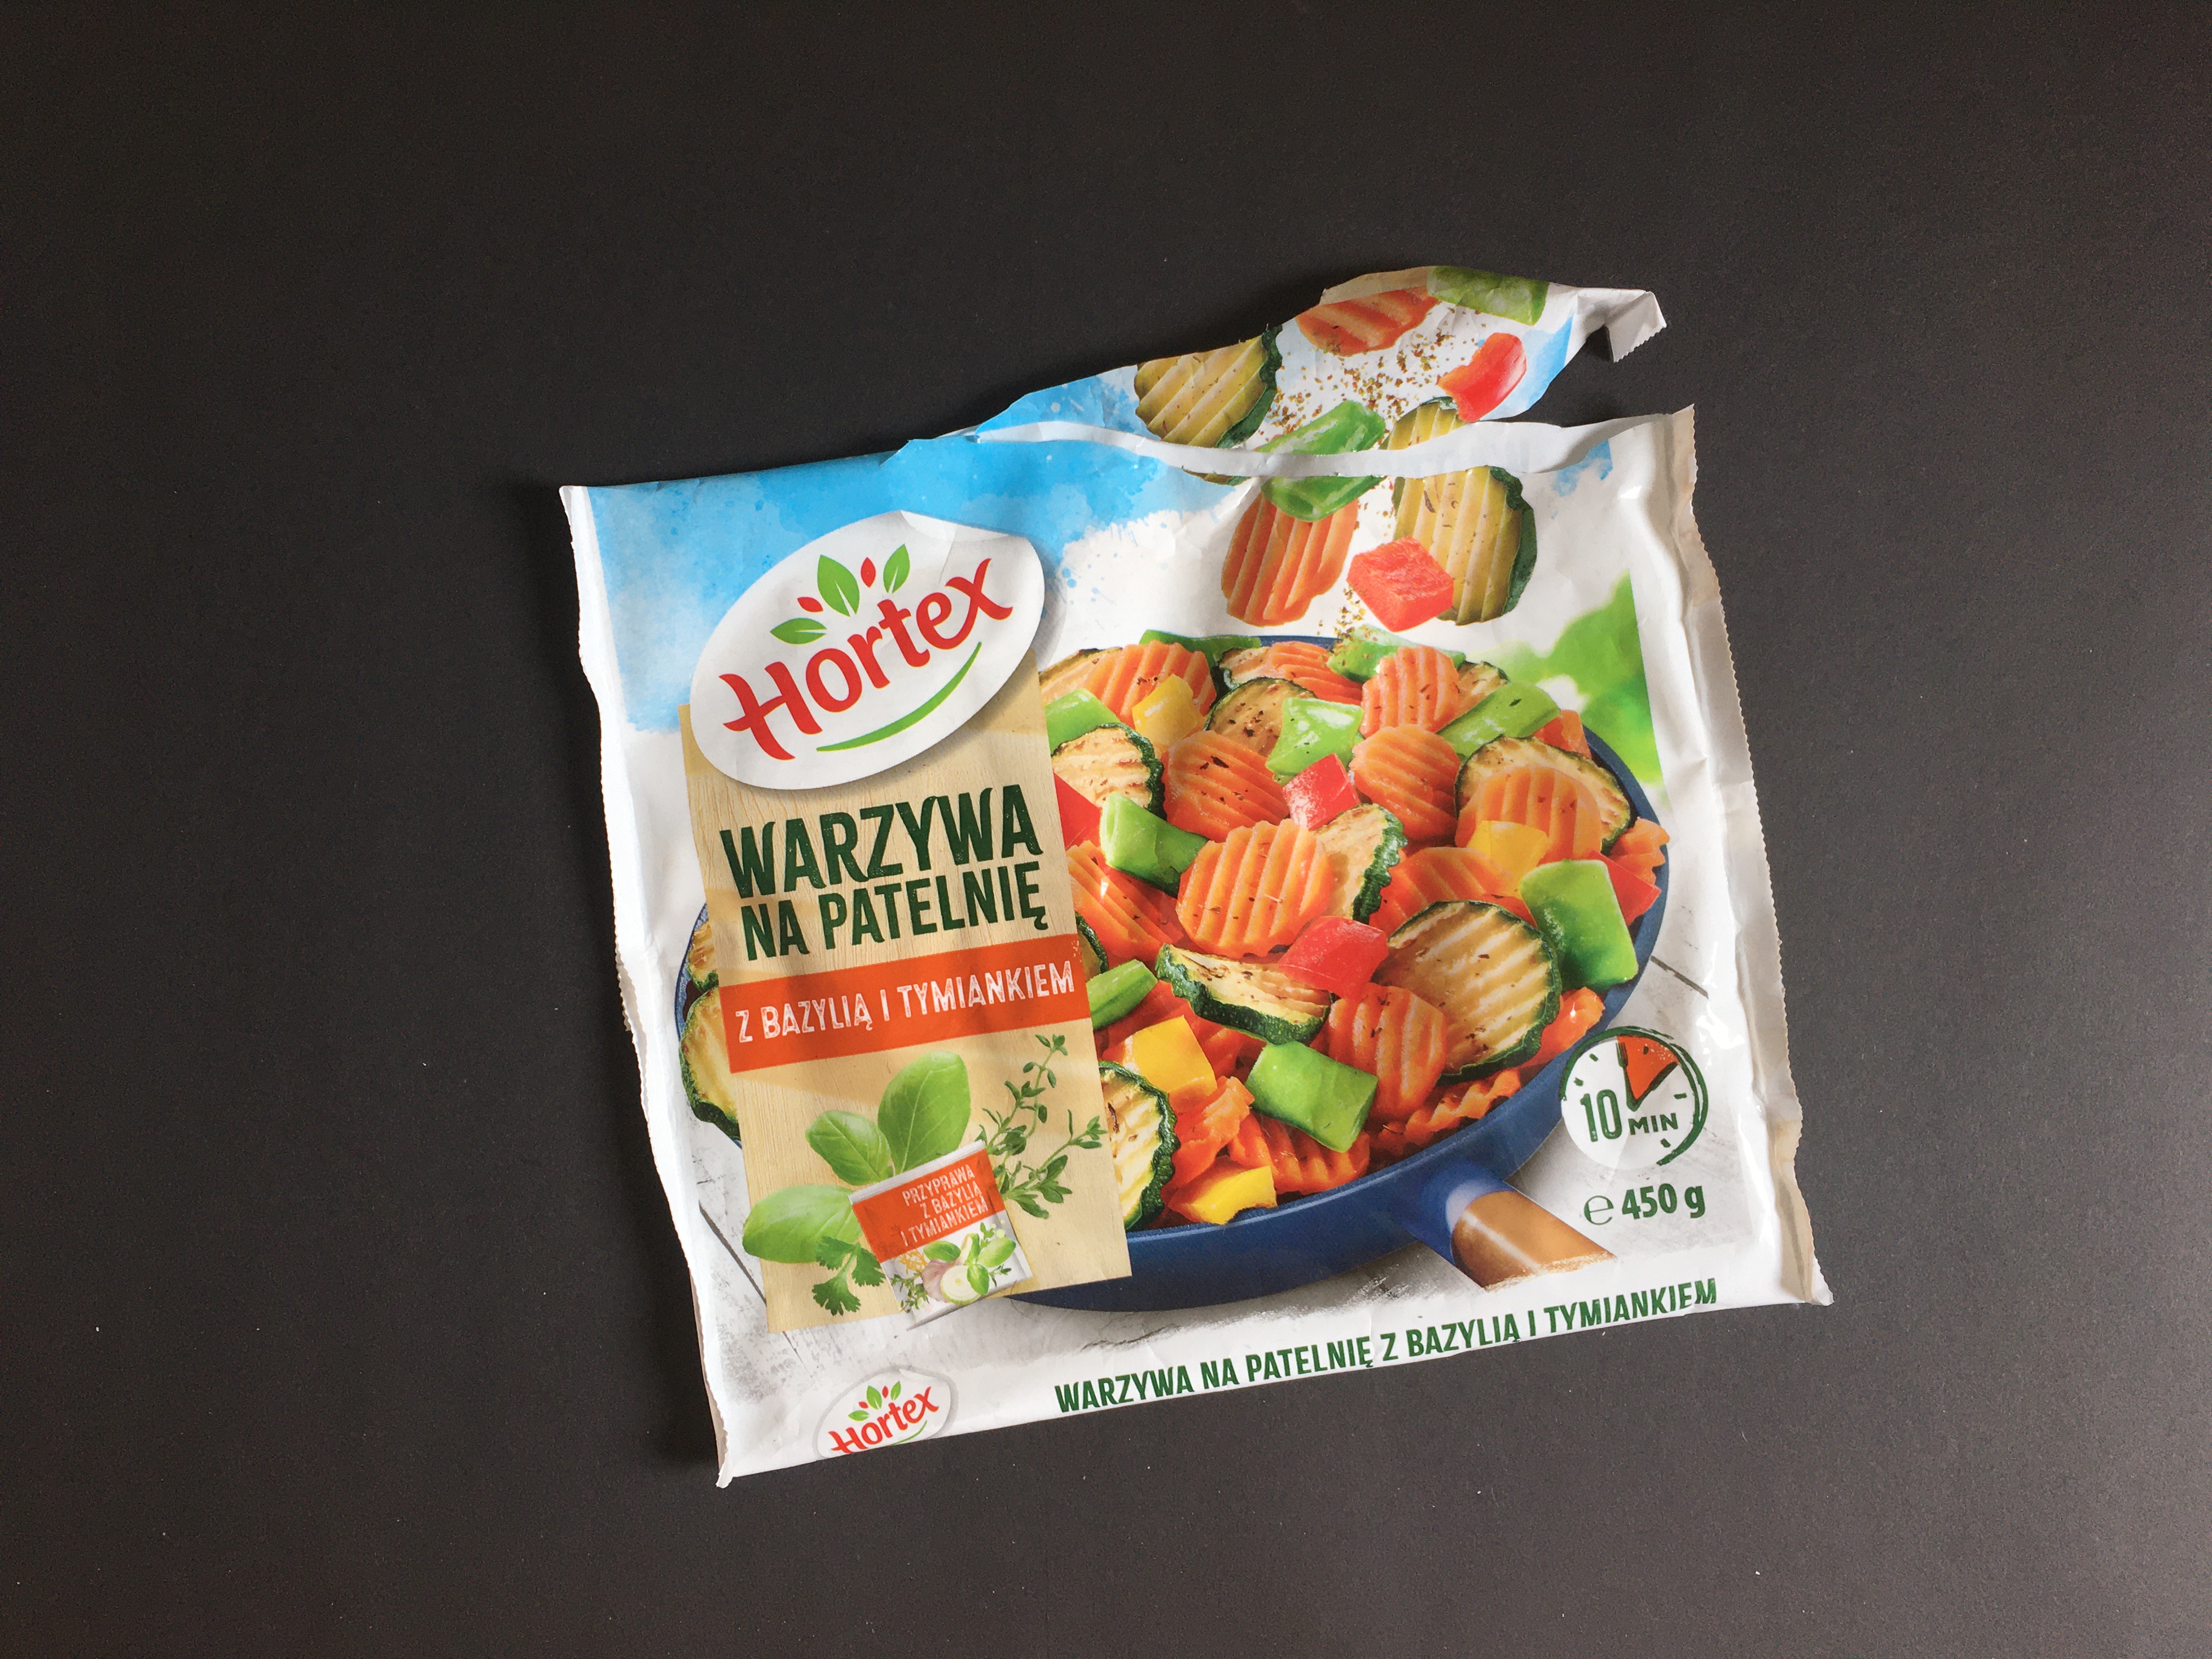 Hortex
WARZYWA
NA PATELNIĘ
Z BAZYLIĄ I TYMIANKIEM
PRZYPRAWA
Z BAZYLIĄ
I TYMIANKIEM
10 MIN
℮ 450 g
WARZYWA NA PATELNIĘ Z BAZYLIĄ I TYMIANKIEM
Hortex